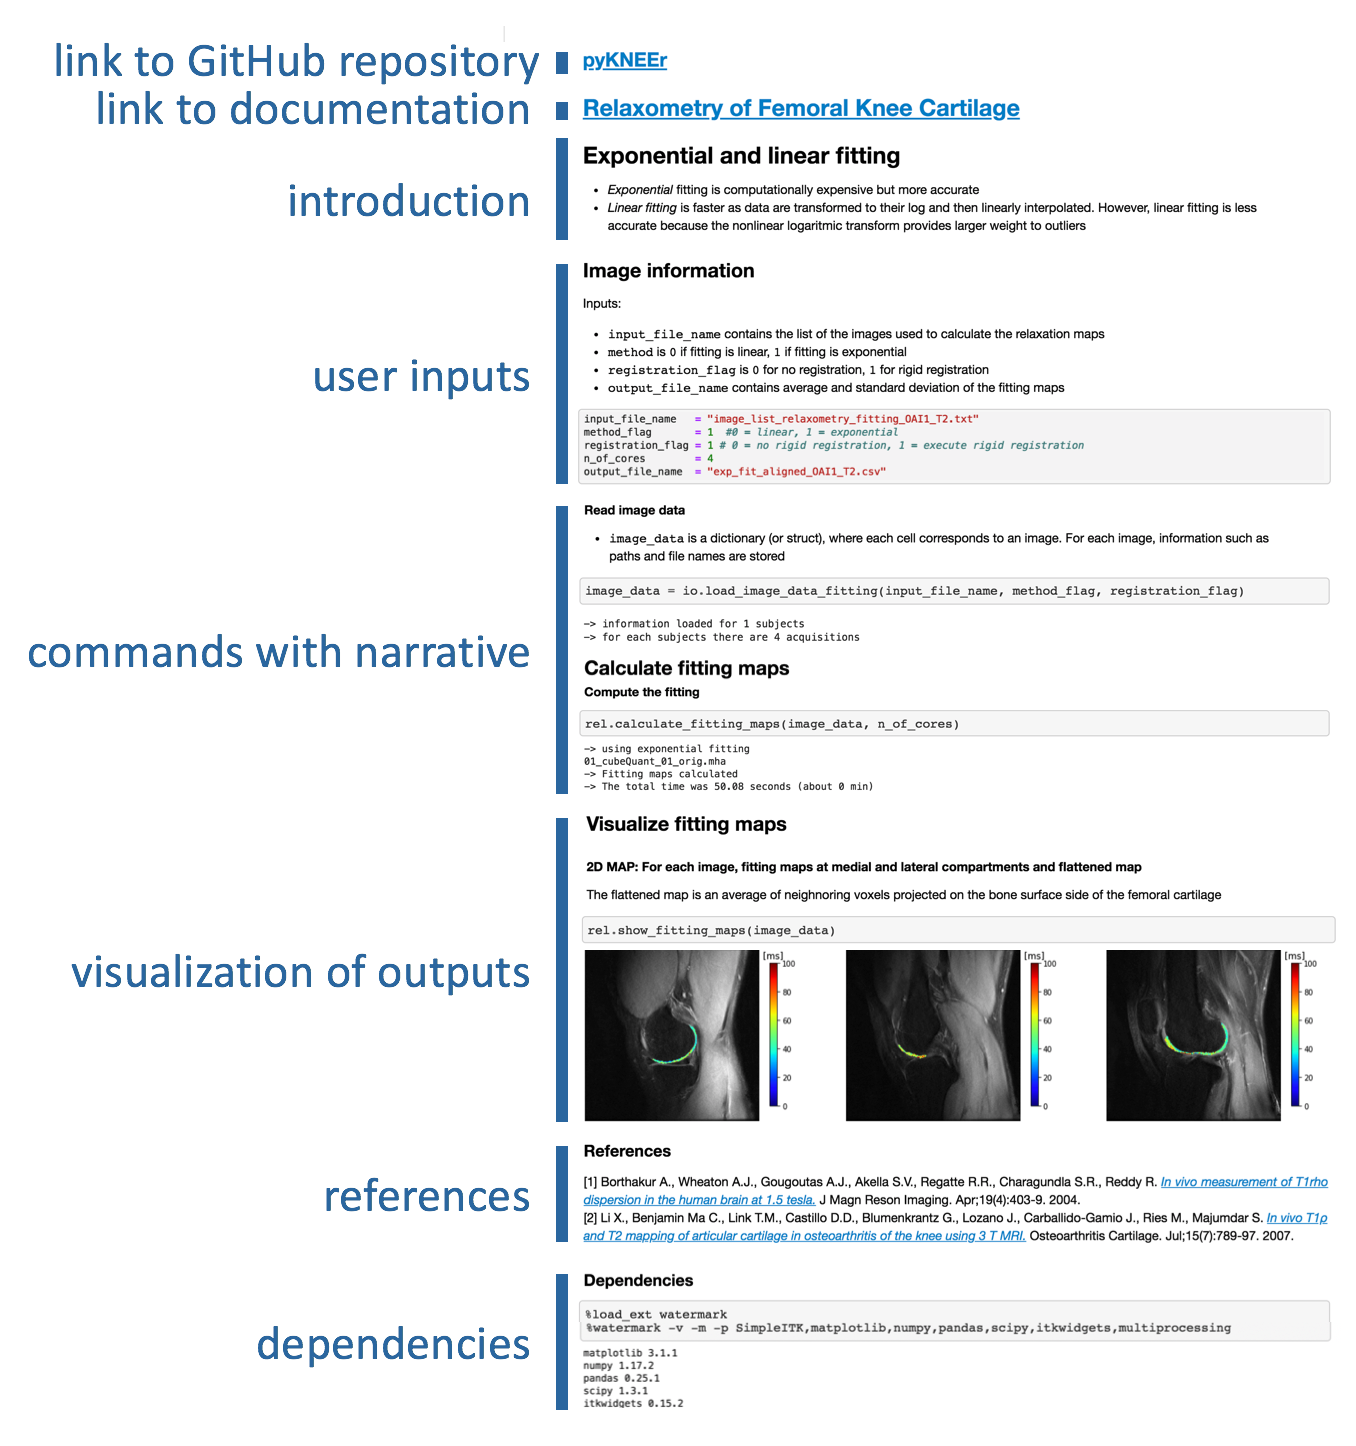 link to GitHub repository
pyKNEEr
link to documentation
Relaxometry of Femoral Knee Cartilage
introduction
Exponential and linear fitting
• Exponential fitting is computationally expensive but more accurate
• Linear fitting is faster as data are transformed to their log and then linearly interpolated. However, linear fitting is less
accurate because the nonlinear logaritmic transform provides larger weight to outliers
user inputs
Image information
Inputs:
• input_file_name contains the list of the images used to calculate the relaxation maps
• method is 0 if fitting is linear, 1 if fitting is exponential
• registration_flag is 0 for no registration, 1 for rigid registration
• output_file_name contains average and standard deviation of the fitting maps
input_file_name = "image_list_relaxometry_fitting_OAI1_T2.txt"
method_flag = 1 #0 = linear, 1 = exponential
registration_flag = 1 # 0 = no rigid registration, 1 = execute rigid registration
n_of_cores = 4
output_file_name = "exp_fit_aligned_OAI1_T2.csv"
commands with narrative
Read image data
• image_data is a dictionary (or struct), where each cell corresponds to an image. For each image, information such as
paths and file names are stored
image_data = io.load_image_data_fitting(input_file_name, method_flag, registration_flag)
-> information loaded for 1 subjects
-> for each subjects there are 4 acquisitions
Calculate fitting maps
Compute the fitting
rel.calculate_fitting_maps(image_data, n_of_cores)
-> using exponential fitting
01_cubeQuant_01_orig.mha
-> Fitting maps calculated
-> The total time was 50.08 seconds (about 0 min)
visualization of outputs
Visualize fitting maps
2D MAP: For each image, fitting maps at medial and lateral compartments and flattened map
The flattened map is an average of neighnoring voxels projected on the bone surface side of the femoral cartilage
rel.show_fitting_maps(image_data)
[ms]
100
80
60
40
20
0
[ms]
100
80
60
40
20
0
[ms]
100
80
60
40
20
0
references
References
[1] Borthakur A., Wheaton A.J., Gougoutas A.J., Akella S.V., Regatte R.R., Charagundla S.R., Reddy R. In vivo measurement of T1rho
dispersion in the human brain at 1.5 tesla. J Magn Reson Imaging. Apr;19(4):403-9. 2004.
[2] Li X., Benjamin Ma C., Link T.M., Castillo D.D., Blumenkrantz G., Lozano J., Carballido-Gamio J., Ries M., Majumdar S. In vivo T1ρ
and T2 mapping of articular cartilage in osteoarthritis of the knee using 3 T MRI. Osteoarthritis Cartilage. Jul;15(7):789-97. 2007.
dependencies
Dependencies
%load_ext watermark
%watermark -v -m -p SimpleITK,matplotlib,numpy,pandas,scipy,itkwidgets,multiprocessing
matplotlib 3.1.1
numpy 1.17.2
pandas 0.25.1
scipy 1.3.1
itkwidgets 0.15.2